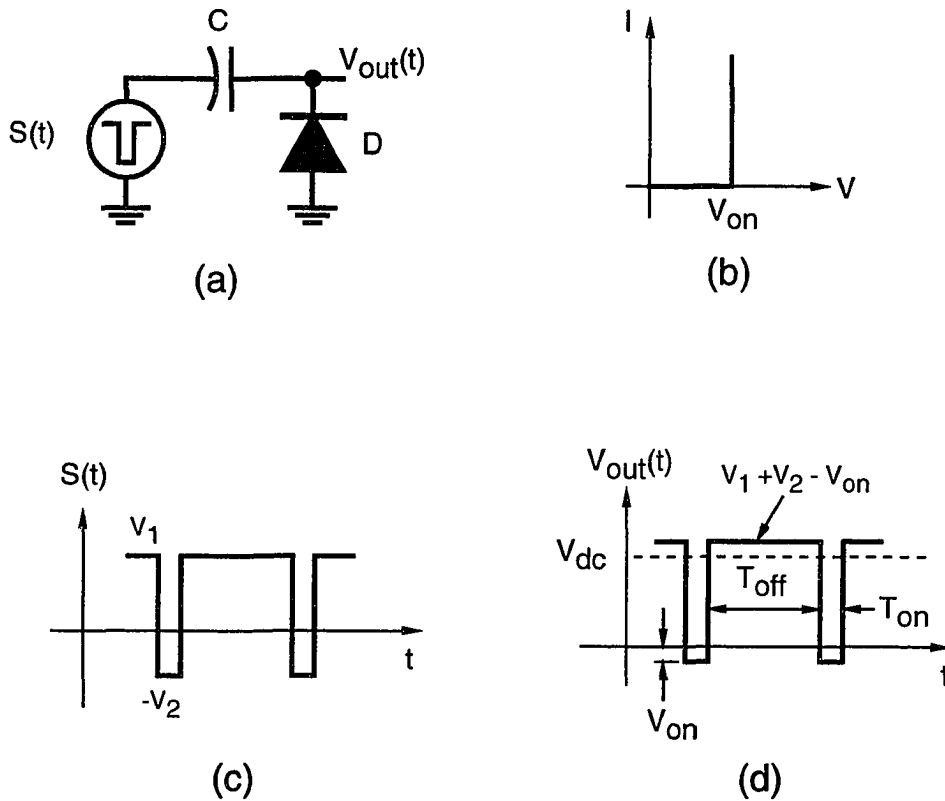 C
V_out(t)
S(t)
D
(a)
I
V
V_on
(b)
S(t)
V_1
-V_2
t
(c)
V_out(t)
V_1 +V_2 - V_on
V_dc
T_off
T_on
t
V_on
(d)